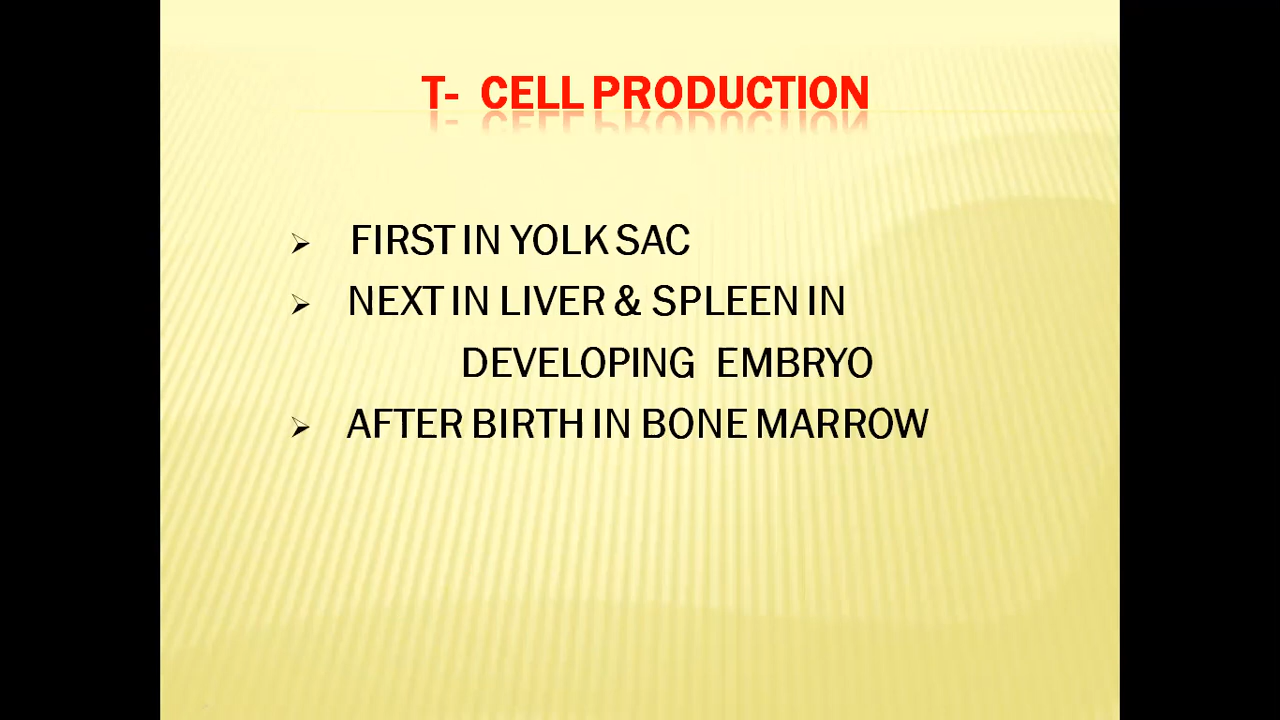 T-  CELL PRODUCTION
➢ FIRST IN YOLK SAC
➢ NEXT IN LIVER & SPLEEN IN
DEVELOPING  EMBRYO
➢ AFTER BIRTH IN BONE MARROW